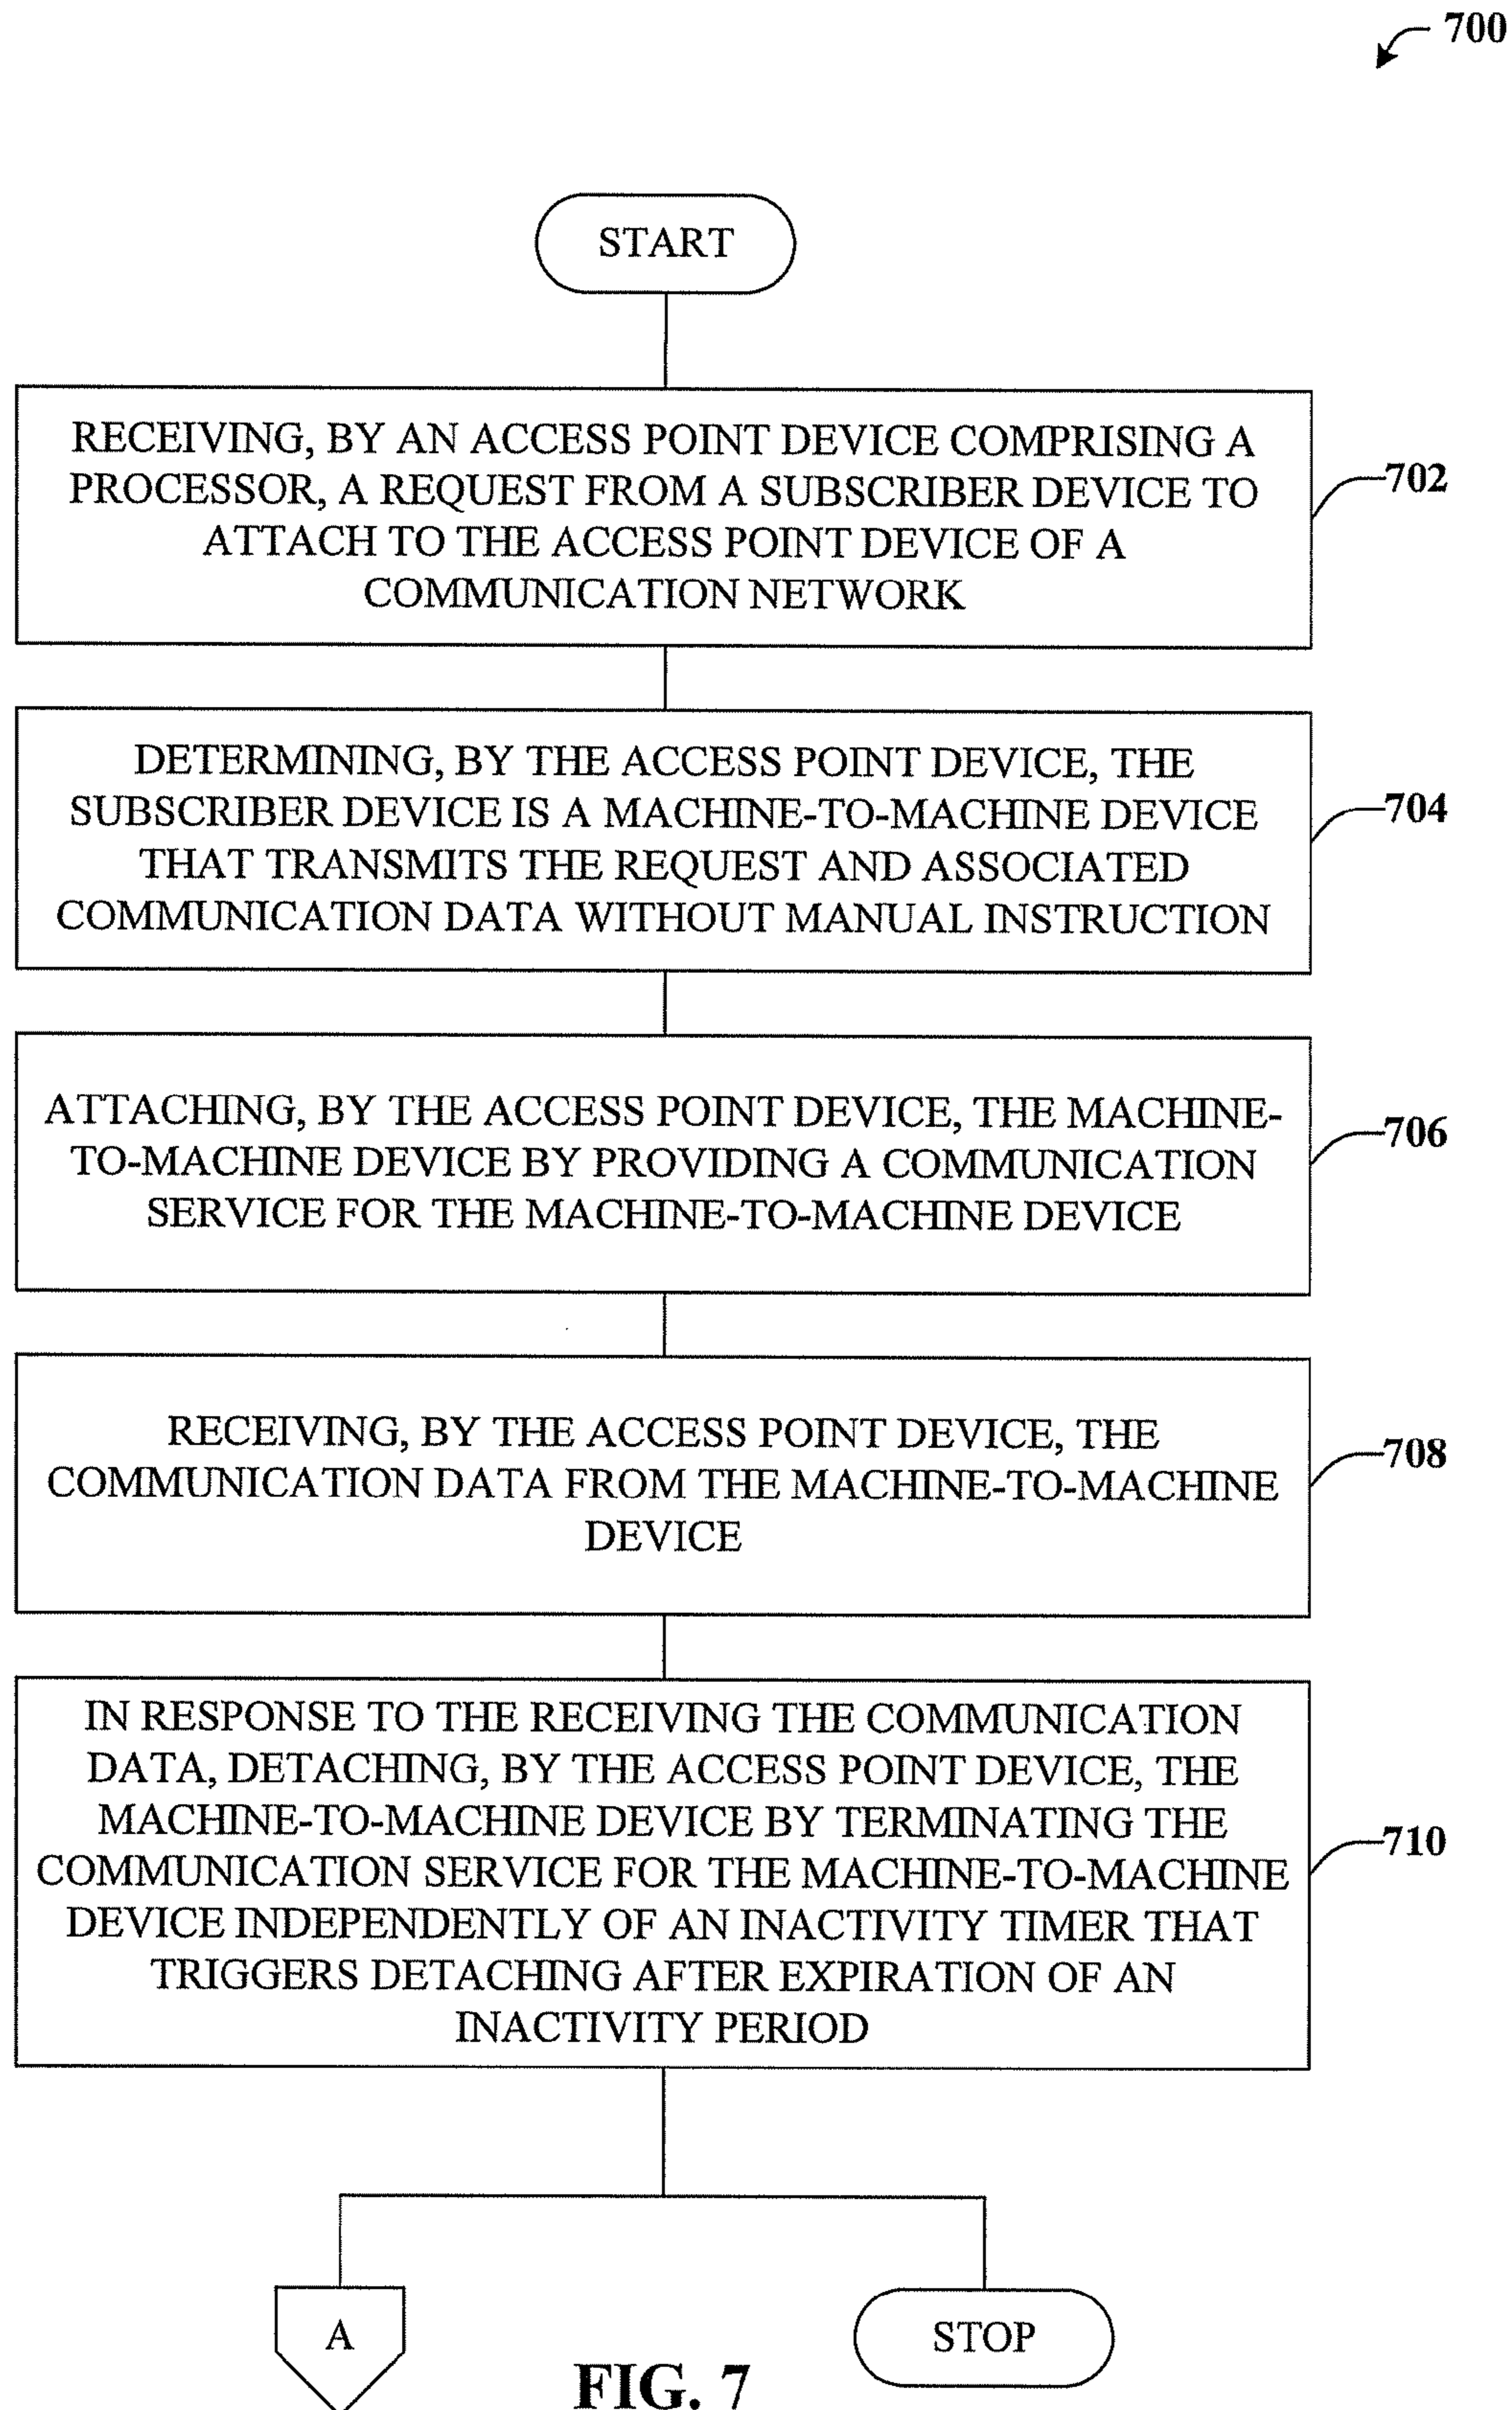 700
START
RECEIVING, BY AN ACCESS POINT DEVICE COMPRISING A
PROCESSOR, A REQUEST FROM A SUBSCRIBER DEVICE TO
ATTACH TO THE ACCESS POINT DEVICE OF A
COMMUNICATION NETWORK
702
DETERMINING, BY THE ACCESS POINT DEVICE, THE
SUBSCRIBER DEVICE IS A MACHINE-TO-MACHINE DEVICE
THAT TRANSMITS THE REQUEST AND ASSOCIATED
COMMUNICATION DATA WITHOUT MANUAL INSTRUCTION
704
ATTACHING, BY THE ACCESS POINT DEVICE, THE MACHINE-
TO-MACHINE DEVICE BY PROVIDING A COMMUNICATION
SERVICE FOR THE MACHINE-TO-MACHINE DEVICE
706
RECEIVING, BY THE ACCESS POINT DEVICE, THE
COMMUNICATION DATA FROM THE MACHINE-TO-MACHINE
DEVICE
708
IN RESPONSE TO THE RECEIVING THE COMMUNICATION
DATA, DETACHING, BY THE ACCESS POINT DEVICE, THE
MACHINE-TO-MACHINE DEVICE BY TERMINATING THE
COMMUNICATION SERVICE FOR THE MACHINE-TO-MACHINE
DEVICE INDEPENDENTLY OF AN INACTIVITY TIMER THAT
TRIGGERS DETACHING AFTER EXPIRATION OF AN
INACTIVITY PERIOD
710
A
STOP
FIG. 7